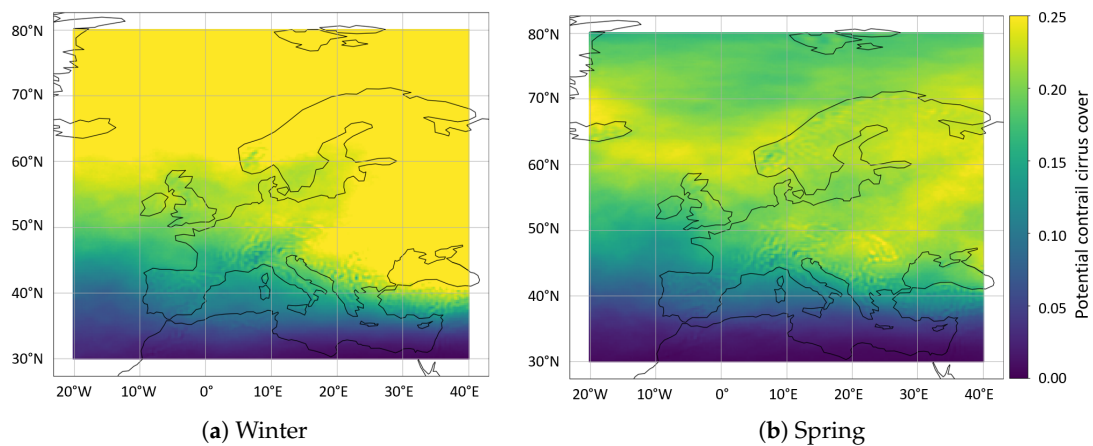 80°N
70°N
60°N
50°N
40°N
30°N
20°W 10°W 0° 10°E 20°E 30°E 40°E
(a) Winter
80°N
70°N
60°N
50°N
40°N
30°N
20°W 10°W 0° 10°E 20°E 30°E 40°E
(b) Spring
0.25
0.20
0.15
0.10
0.05
0.00
Potential contrail cirrus cover